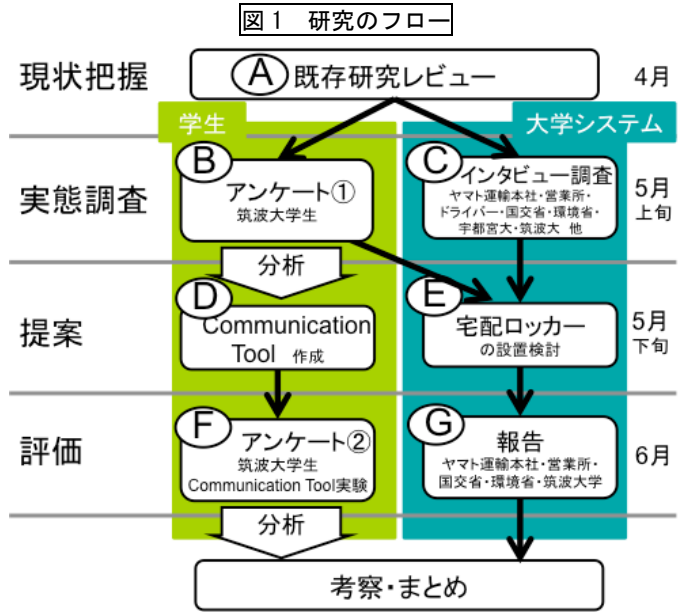 図1 研究のフロー
現状把握
A 既存研究レビュー
4月
学生
大学システム
実態調査
B
アンケート①
筑波大学生
C
インタビュー調査
ヤマト運輸本社・営業所・
ドライバー・国交省・環境省・
宇都宮大・筑波大 他
5月
上旬
分析
提案
D
Communication
Tool 作成
E
宅配ロッカー
の設置検討
5月
下旬
評価
F
アンケート②
筑波大学生
Communication Tool実験
G
報告
ヤマト運輸本社・営業所・
国交省・環境省・筑波大学
6月
分析
考察・まとめ